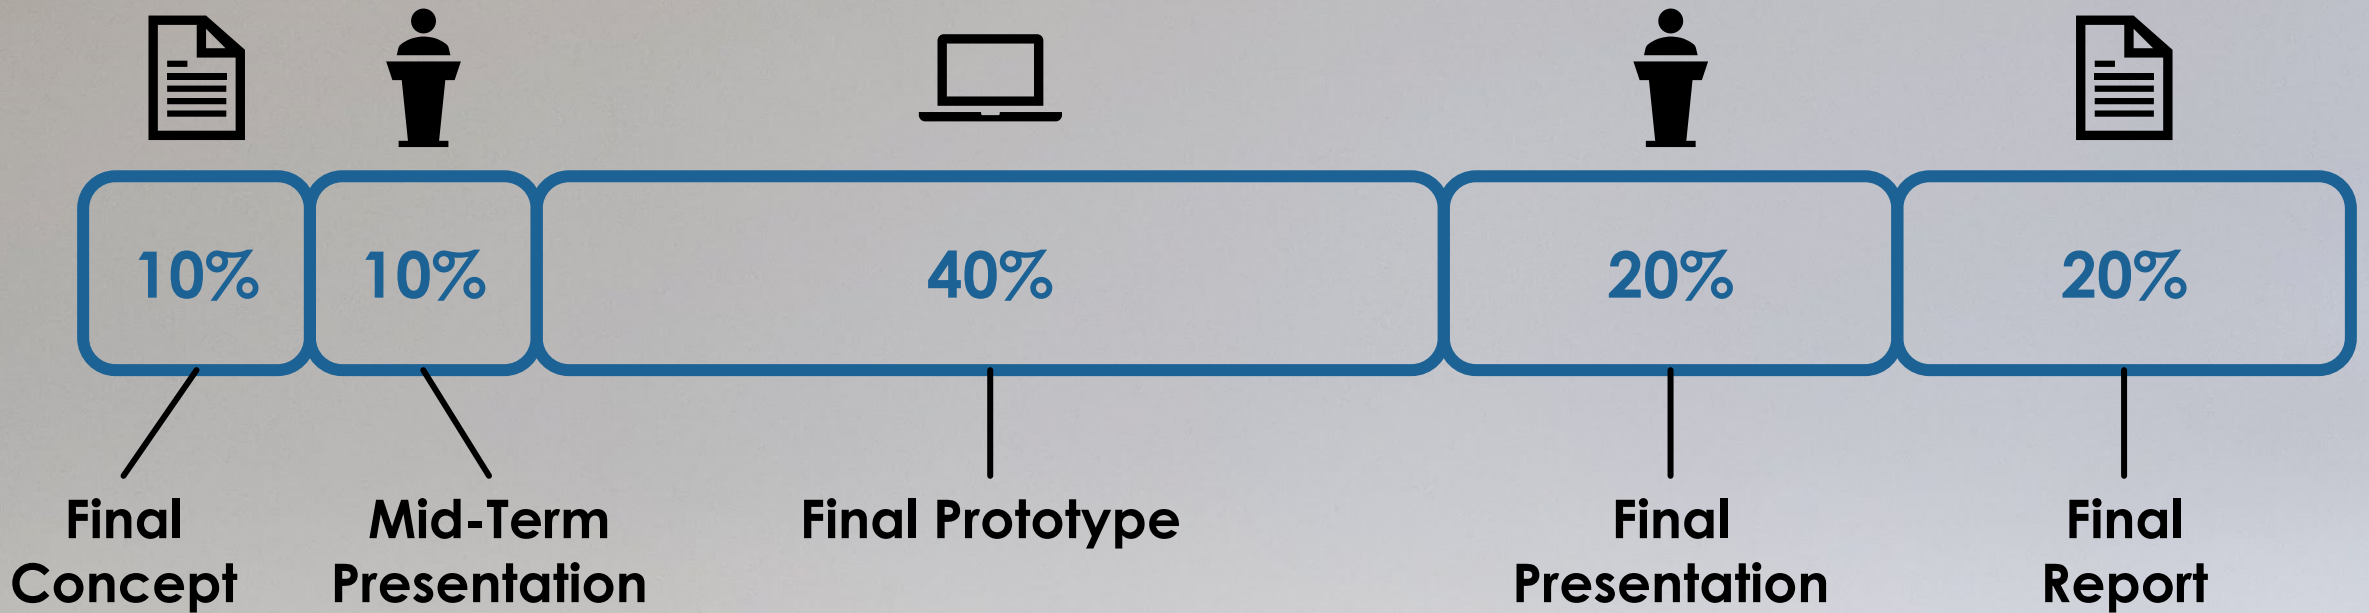 10%
10%
40%
20%
20%
Final
Concept
Mid-Term
Presentation
Final Prototype
Final
Presentation
Final
Report